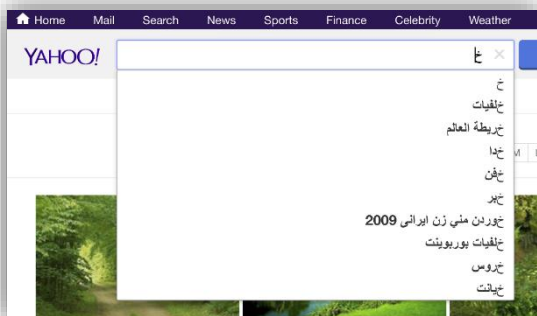 Home Mail Search News Sports Finance Celebrity Weather
YAHOO!
خ
خ
خلفيات
خريطة العالم
خدا
خفن
خبر
خوردن مني زن ایرانی 2009
خلفيات بوربوينت
خروس
خيانت
M